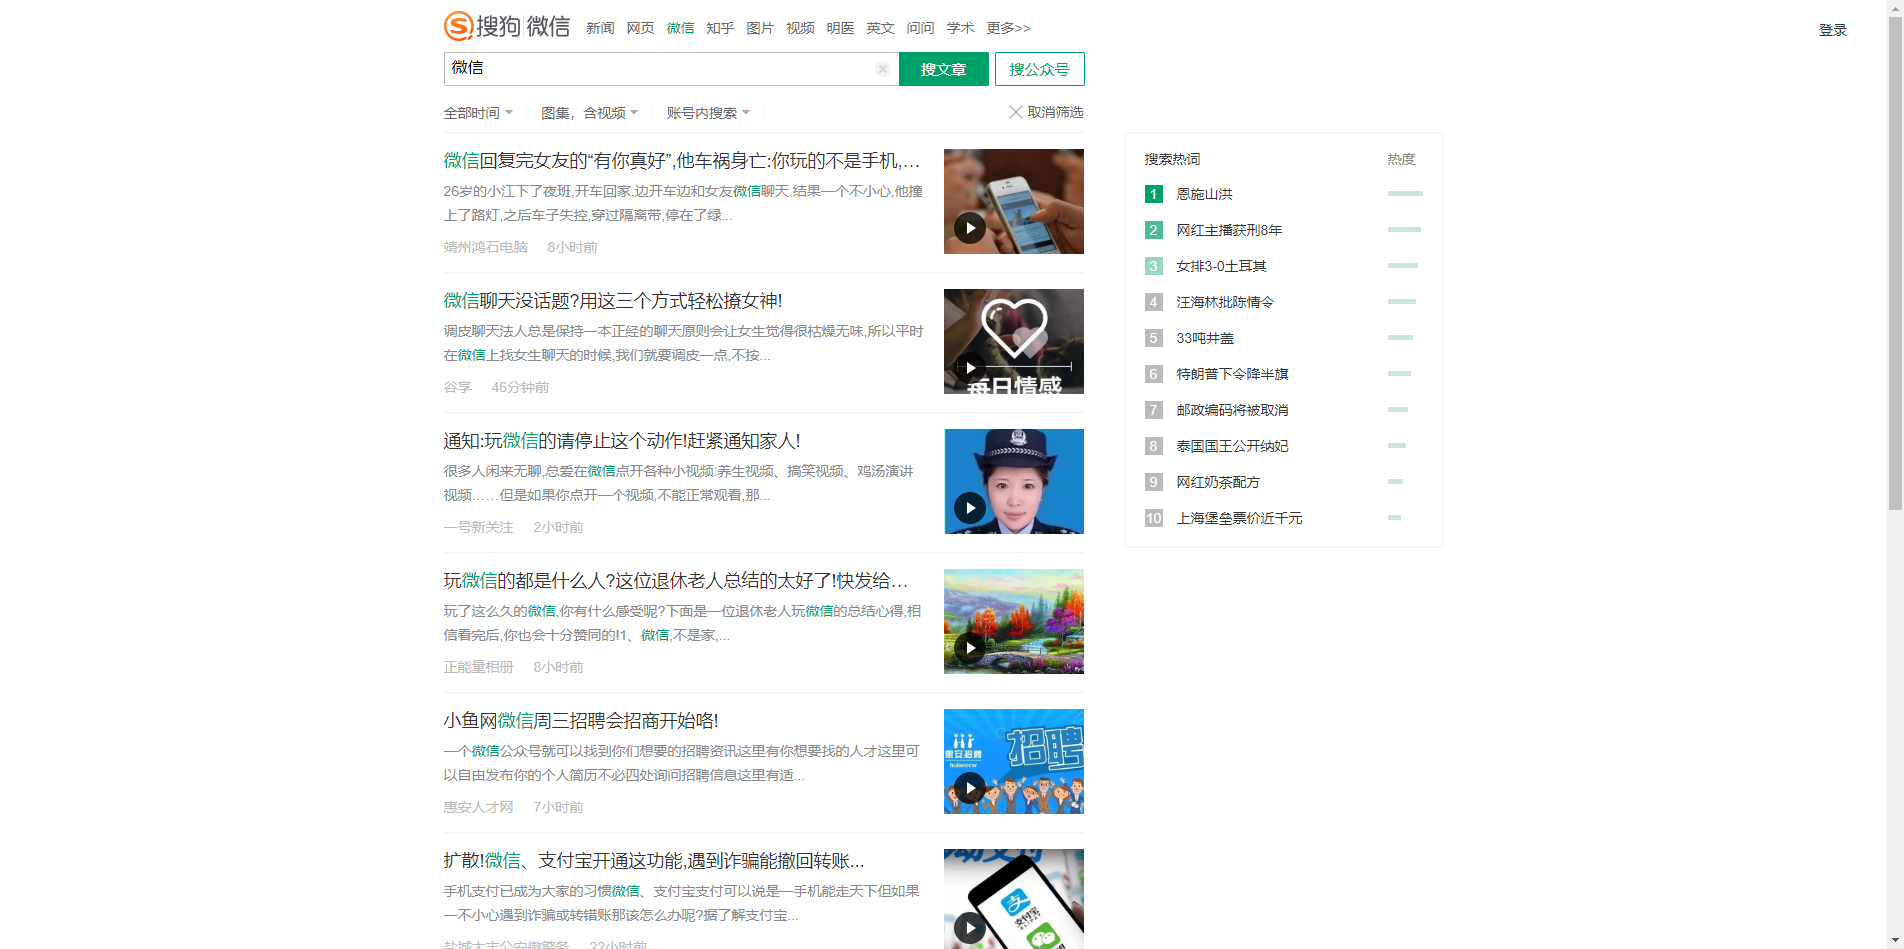 搜狗 微信 新闻 网页 微信 知乎 图片 视频 明医 英文 问问 学术 更多>>
登录
微信
搜文章
搜公众号
全部时间 图集，含视频 账号内搜索 取消筛选
微信回复完女友的“有你真好”,他车祸身亡:你玩的不是手机,…
26岁的小江下了夜班,开车回家.边开车边和女友微信聊天.结果一个不小心,他撞
上了路灯,之后车子失控,穿过隔离带,停在了绿...
靖州鸿石电脑 8小时前
微信聊天没话题?用这三个方式轻松撩女神!
调皮聊天法人总是保持一本正经的聊天原则会让女生觉得很枯燥无味,所以平时
在微信上找女生聊天的时候,我们就要调皮一点,不按...
谷享 46分钟前
每日情感
通知:玩微信的请停止这个动作!赶紧通知家人!
很多人闲来无聊,总爱在微信点开各种小视频:养生视频、搞笑视频、鸡汤演讲
视频……但是如果你点开一个视频,不能正常观看,那...
一号新关注 2小时前
玩微信的都是什么人?这位退休老人总结的太好了!快发给…
玩了这么久的微信,你有什么感受呢?下面是一位退休老人玩微信的总结心得,相
信看完后,你也会十分赞同的!1、微信,不是家,...
正能量相册 8小时前
小鱼网微信周三招聘会招商开始咯!
一个微信公众号就可以找到你们想要的招聘资讯这里有你想要找的人才这里可
以自由发布你的个人简历不必四处询问招聘信息这里有适...
惠安人才网 7小时前
惠安招聘
huianrcw
招聘
扩散!微信、支付宝开通这功能,遇到诈骗能撤回转账...
手机支付已成为大家的习惯微信、支付宝支付可以说是一手机能走天下但如果
一不小心遇到诈骗或转错账那该怎么办呢?据了解支付宝...
盐城大丰公安微警务 22小时前
支付宝
搜索热词 热度
1 恩施山洪
2 网红主播获刑8年
3 女排3-0土耳其
4 汪海林批陈情令
5 33吨井盖
6 特朗普下令降半旗
7 邮政编码将被取消
8 泰国国王公开纳妃
9 网红奶茶配方
10 上海堡垒票价近千元